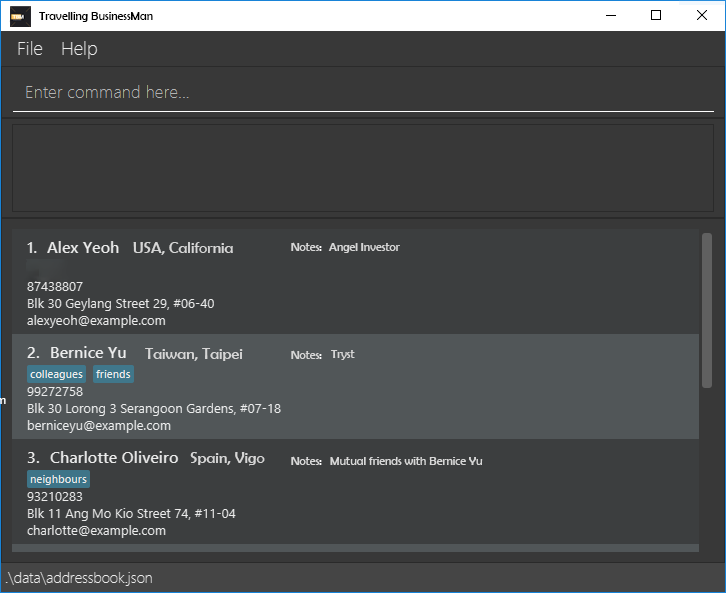 Travelling BusinessMan
File Help
Enter command here...
1. Alex Yeoh USA, California Notes: Angel Investor
87438807
Blk 30 Geylang Street 29, #06-40
alexyeoh@example.com
2. Bernice Yu Taiwan, Taipei Notes: Tryst
colleagues friends
99272758
Blk 30 Lorong 3 Serangoon Gardens, #07-18
berniceyu@example.com
3. Charlotte Oliveiro Spain, Vigo Notes: Mutual friends with Bernice Yu
neighbours
93210283
Blk 11 Ang Mo Kio Street 74, #11-04
charlotte@example.com
.\data\addressbook.json